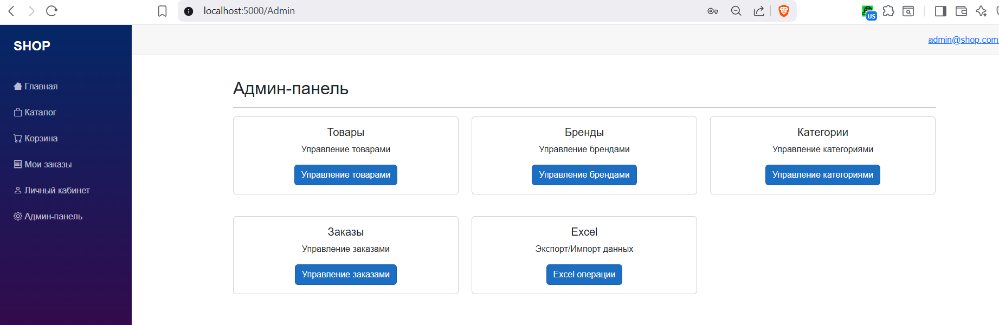 localhost:5000/Admin
US
SHOP
admin@shop.com
Главная
Каталог
Корзина
Мои заказы
Личный кабинет
Админ-панель
Админ-панель
Товары
Управление товарами
Управление товарами
Бренды
Управление брендами
Управление брендами
Категории
Управление категориями
Управление категориями
Заказы
Управление заказами
Управление заказами
Excel
Экспорт/Импорт данных
Excel операции